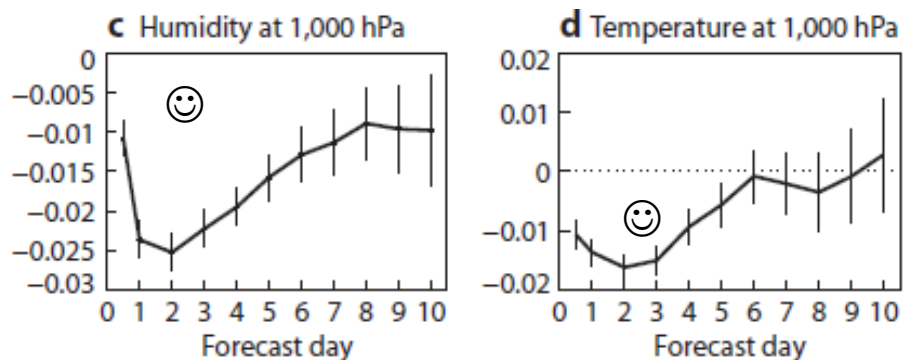 c Humidity at 1,000 hPa
0
−0.005
−0.01
−0.015
−0.02
−0.025
−0.03
0 1 2 3 4 5 6 7 8 9 10
Forecast day
d Temperature at 1,000 hPa
0.02
0.01
0
−0.01
−0.02
0 1 2 3 4 5 6 7 8 9 10
Forecast day